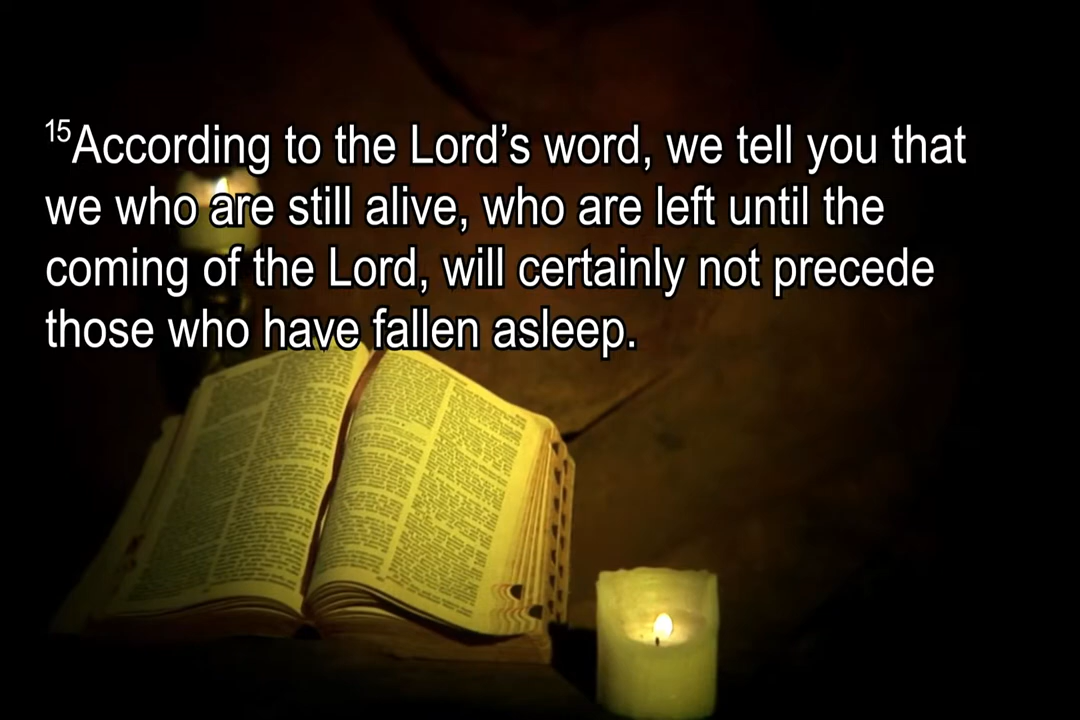 15According to the Lord’s word, we tell you that
we who are still alive, who are left until the
coming of the Lord, will certainly not precede
those who have fallen asleep.